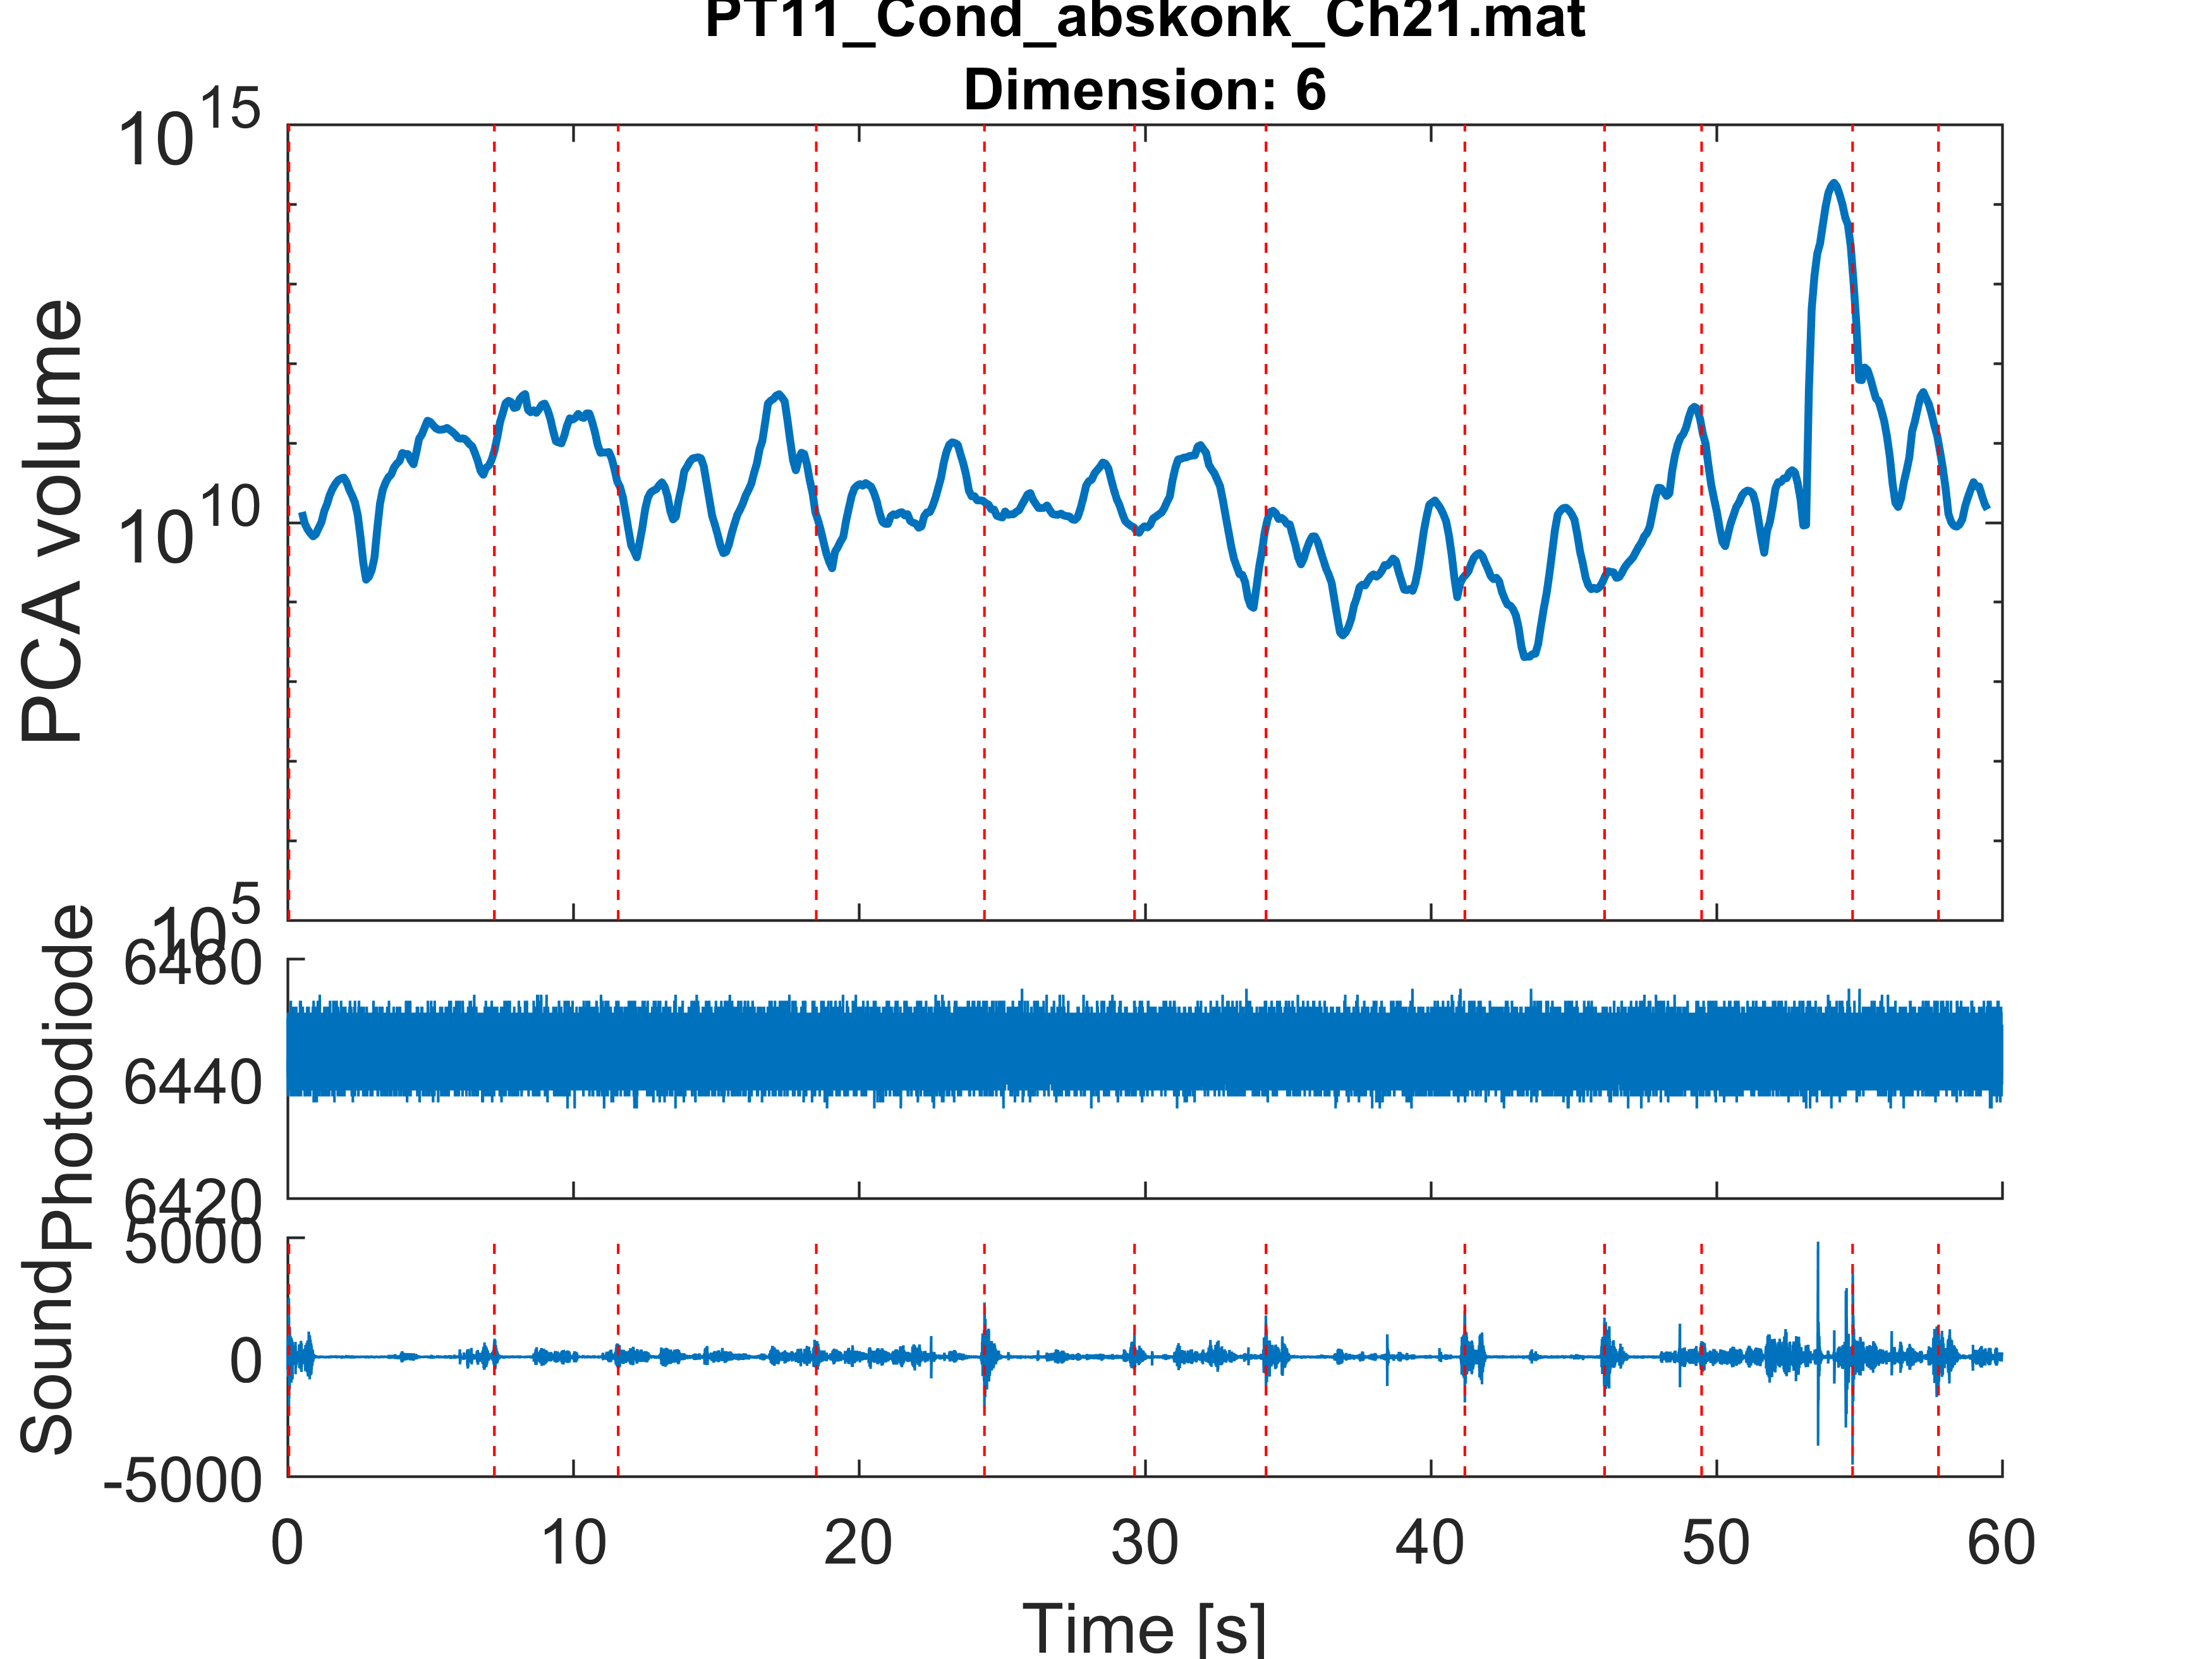 PT11_Cond_abskonk_Ch21.mat
Dimension: 6
10^15
10^10
10^5
PCA volume
6460
6440
6420
Photodiode
5000
0
-5000
Sound
0 10 20 30 40 50 60
Time [s]